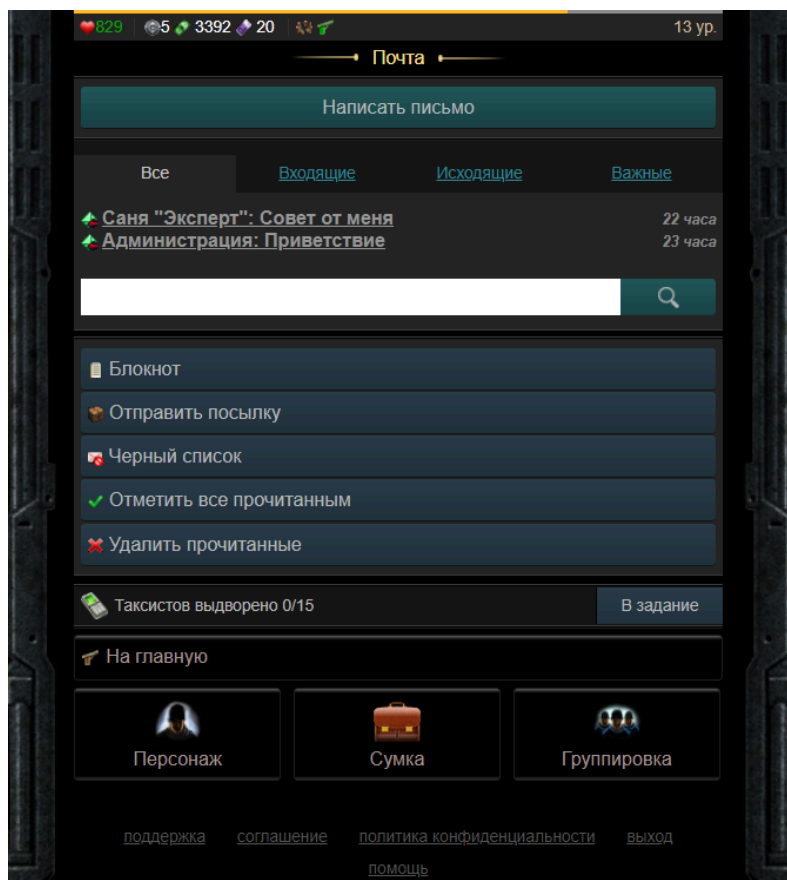 829 5 3392 20 13 ур.
Почта
Написать письмо
Все Входящие Исходящие Важные
Саня "Эксперт": Совет от меня 22 часа
Администрация: Приветствие 23 часа
Блокнот
Отправить посылку
Черный список
Отметить все прочитанным
Удалить прочитанные
Таксистов выдворено 0/15 В задание
На главную
Персонаж Сумка Группировка
поддержка соглашение политика конфиденциальности выход
помощь